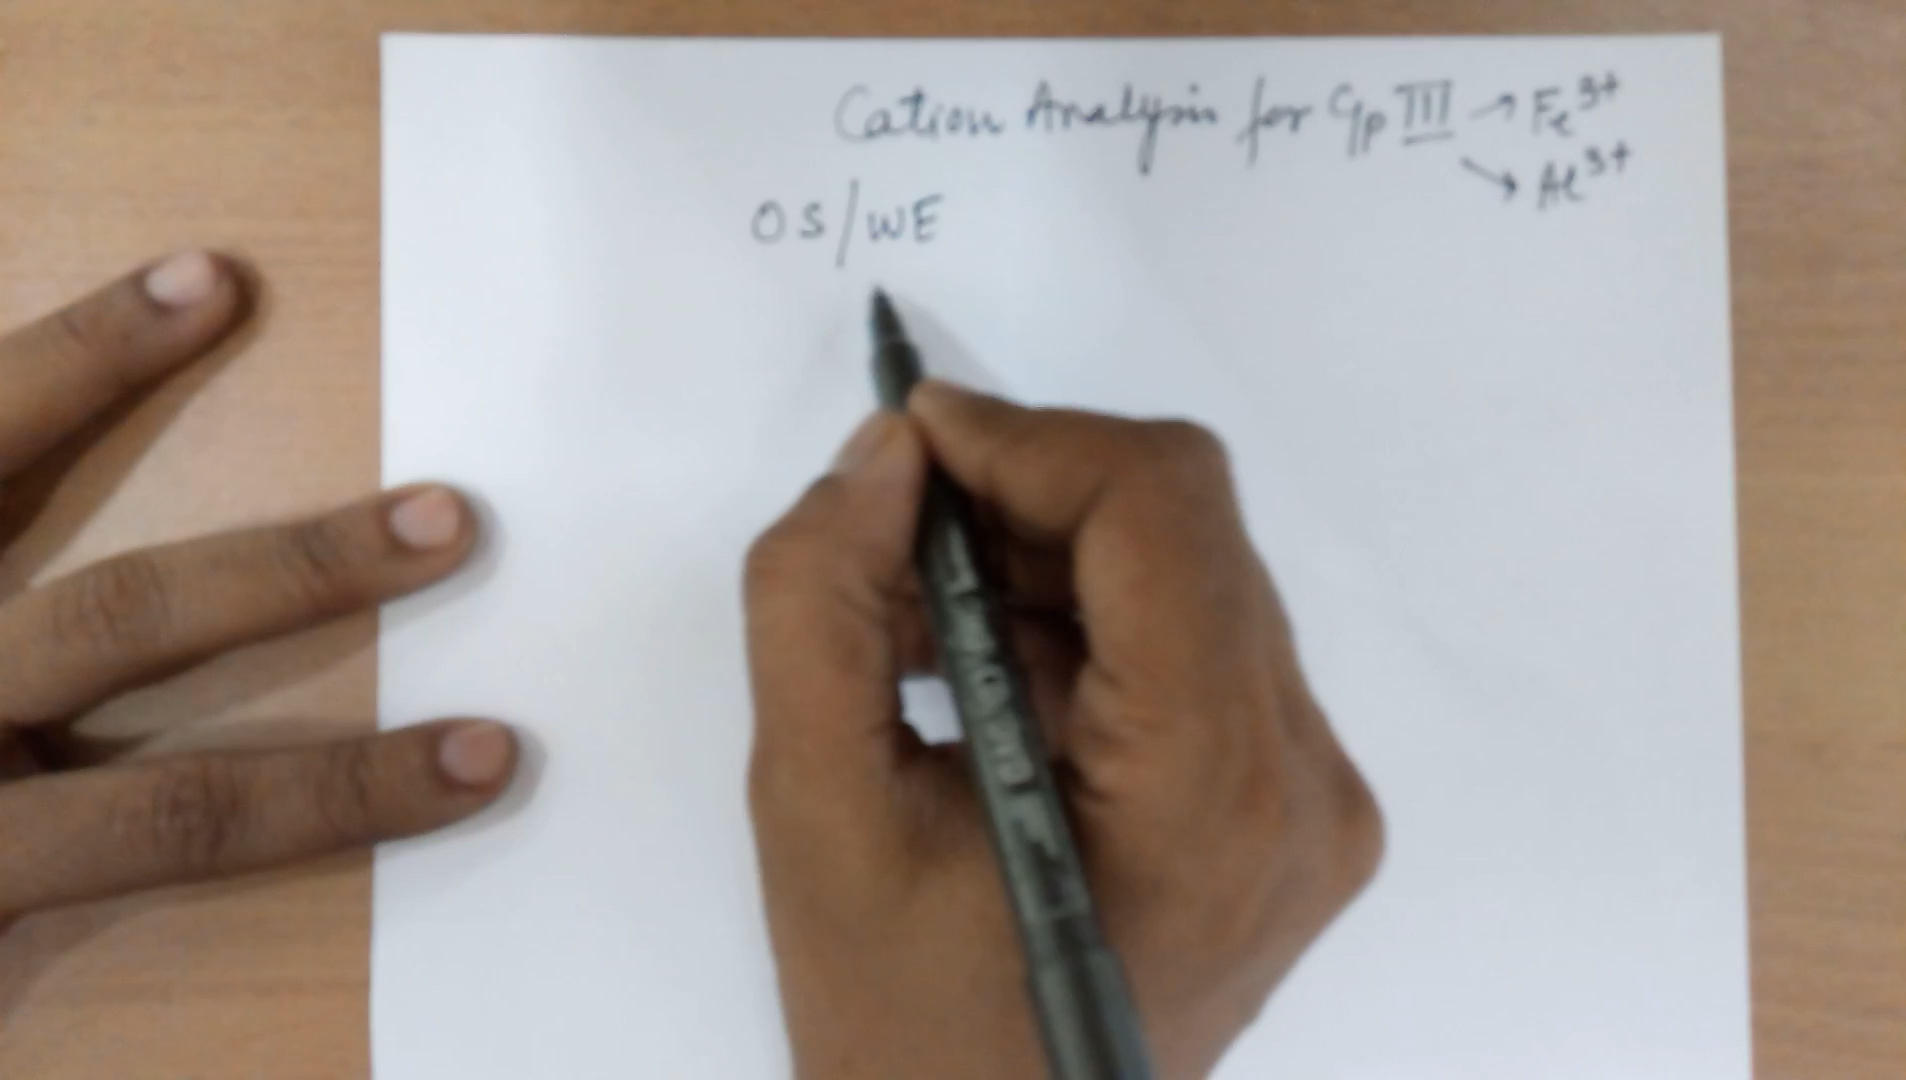 Cation Analysis for Gp III → Fe³⁺
↘ Al³⁺
OS/WE